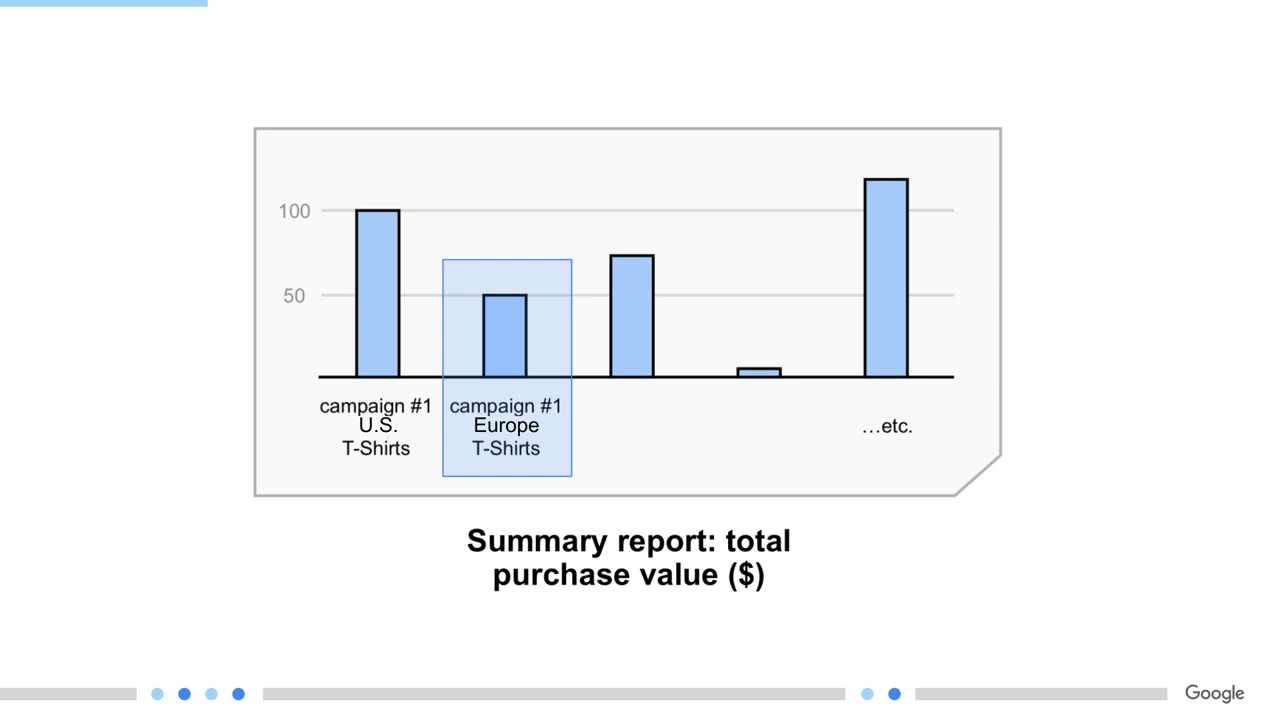 100
50
campaign #1
U.S.
T-Shirts
campaign #1
Europe
T-Shirts
...etc.
Summary report: total
purchase value ($)
Google